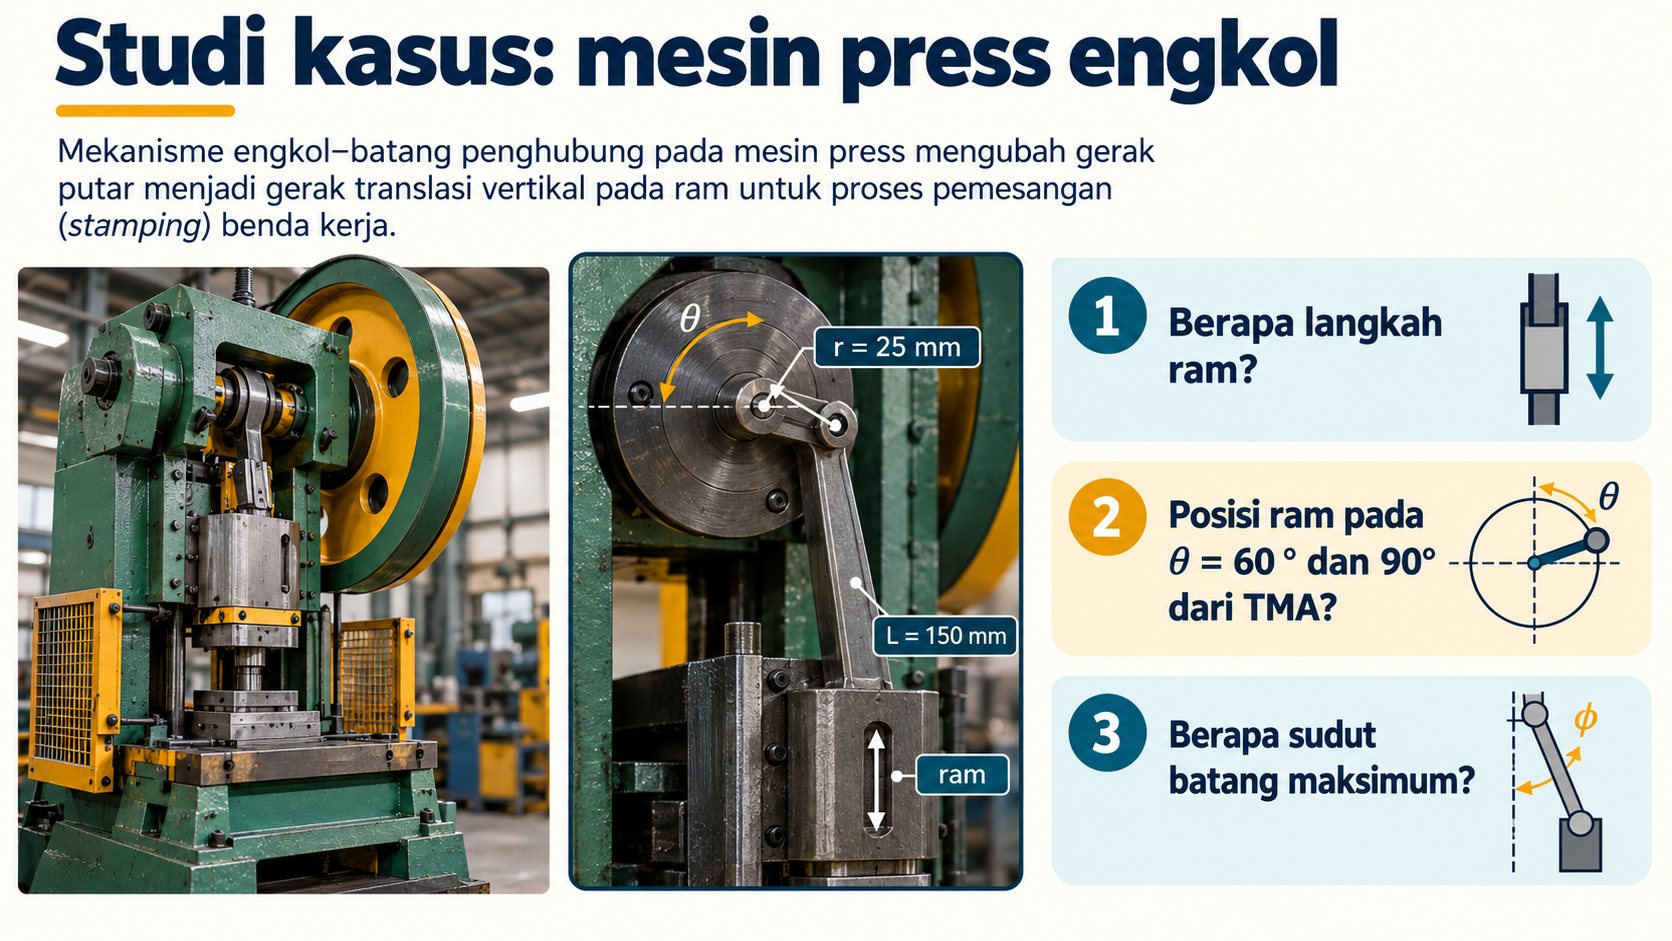 Studi kasus: mesin press engkol
Mekanisme engkol–batang penghubung pada mesin press mengubah gerak
putar menjadi gerak translasi vertikal pada ram untuk proses pemesangan
(stamping) benda kerja.
θ
r = 25 mm
L = 150 mm
ram
1
Berapa langkah
ram?
2
Posisi ram pada
θ = 60 ° dan 90°
dari TMA?
θ
3
Berapa sudut
batang maksimum?
ϕ